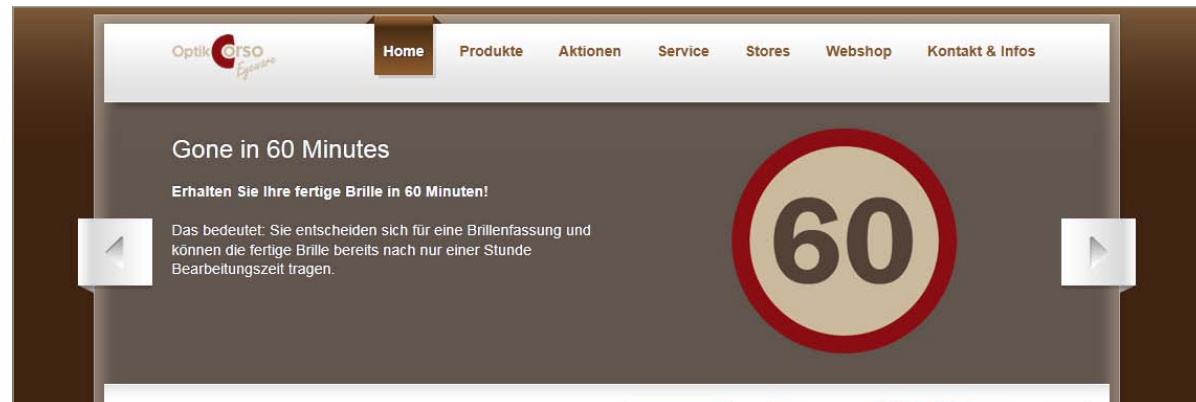 Optik Corso
Eyeware
Home Produkte Aktionen Service Stores Webshop Kontakt & Infos
Gone in 60 Minutes
Erhalten Sie Ihre fertige Brille in 60 Minuten!
Das bedeutet: Sie entscheiden sich für eine Brillenfassung und
können die fertige Brille bereits nach nur einer Stunde
Bearbeitungszeit tragen.
60